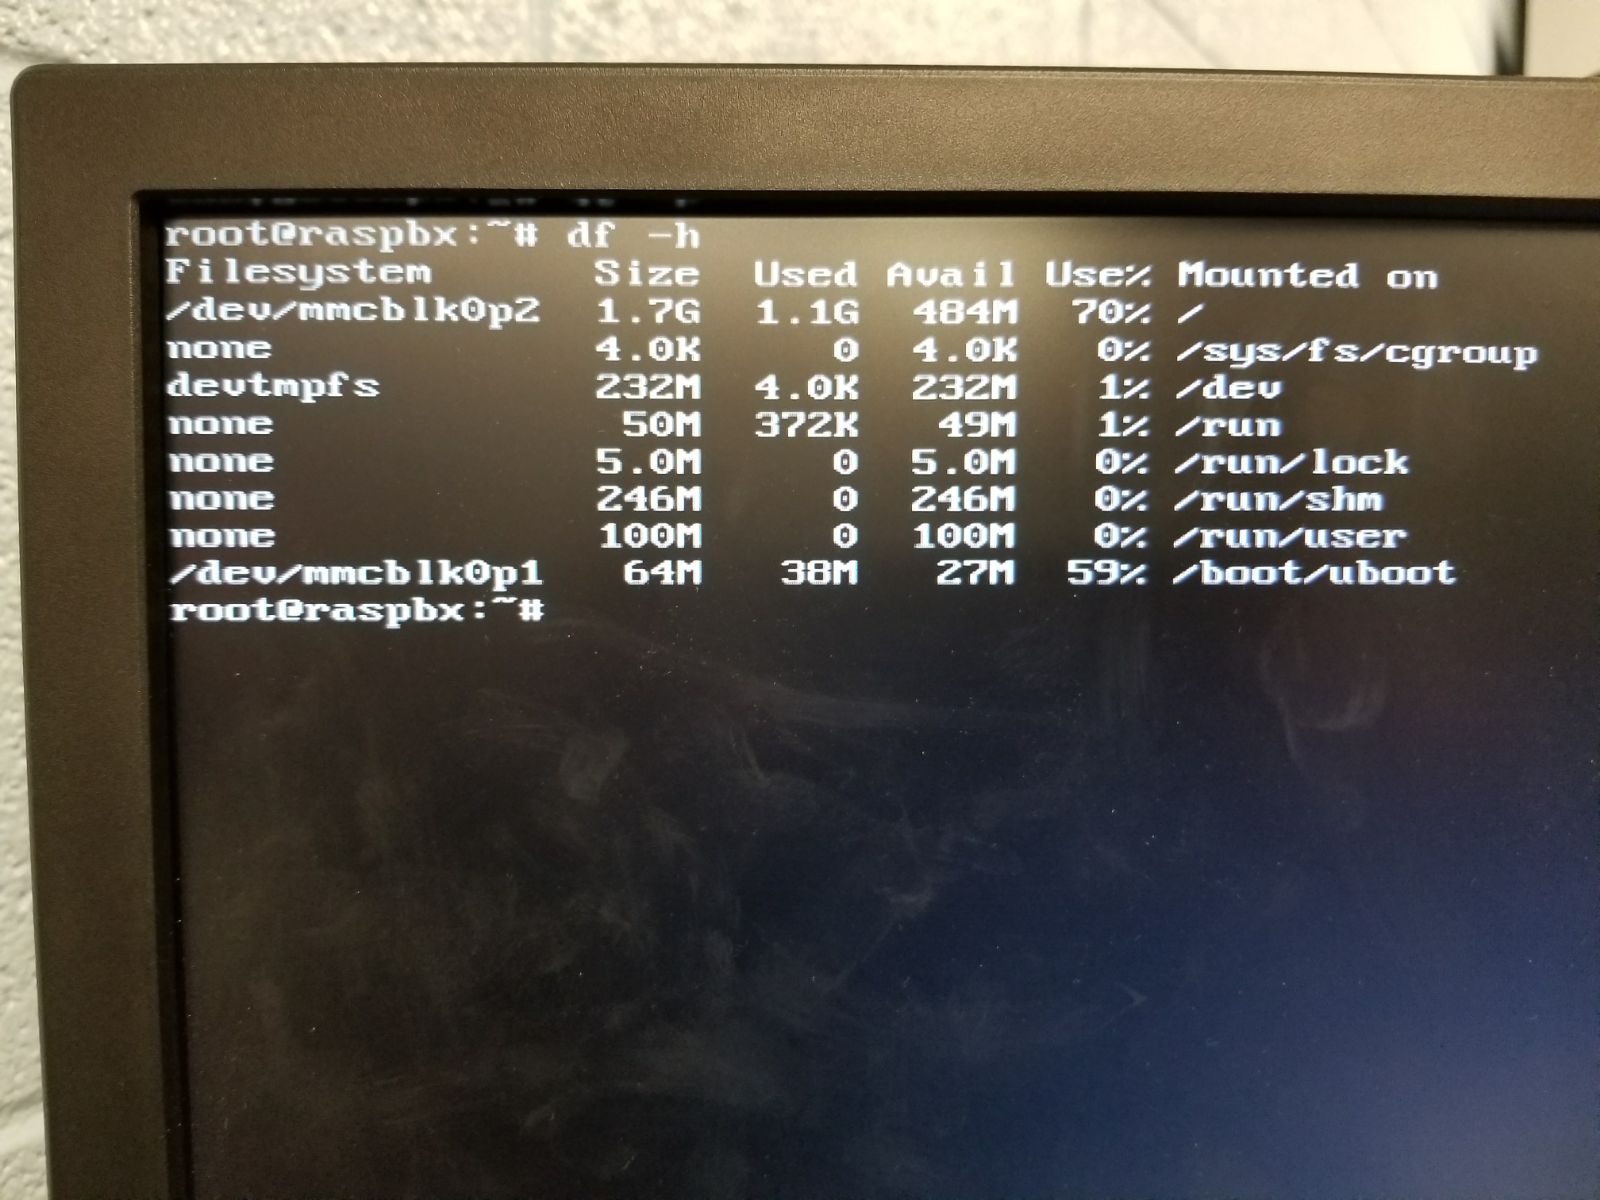 root@raspbx:~# df -h
Filesystem Size Used Avail Use% Mounted on
/dev/mmcblk0p2 1.7G 1.1G 484M 70% /
none 4.0K 0 4.0K 0% /sys/fs/cgroup
devtmpfs 232M 4.0K 232M 1% /dev
none 50M 372K 49M 1% /run
none 5.0M 0 5.0M 0% /run/lock
none 246M 0 246M 0% /run/shm
none 100M 0 100M 0% /run/user
/dev/mmcblk0p1 64M 38M 27M 59% /boot/uboot
root@raspbx:~#